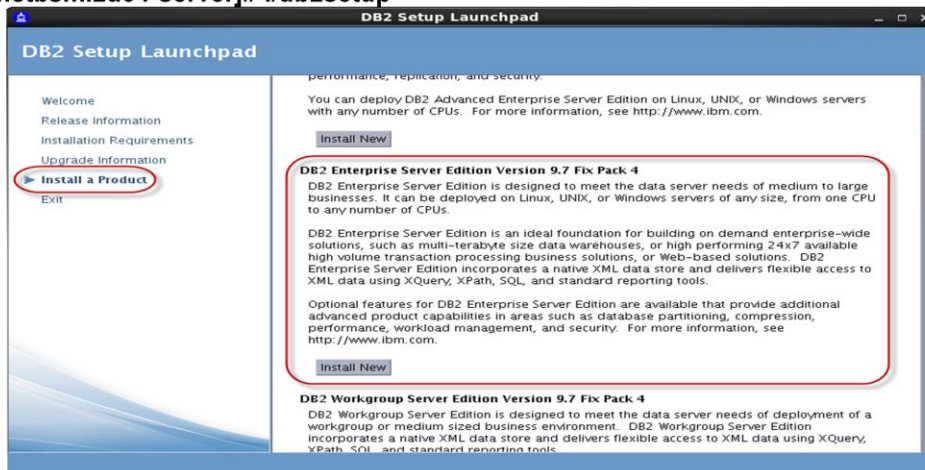 DB2 Setup Launchpad
DB2 Setup Launchpad
Welcome
Release Information
Installation Requirements
Upgrade Information
Install a Product
Exit
performance, replication, and security.
You can deploy DB2 Advanced Enterprise Server Edition on Linux, UNIX, or Windows servers
with any number of CPUs. For more information, see http://www.ibm.com.
Install New
DB2 Enterprise Server Edition Version 9.7 Fix Pack 4
DB2 Enterprise Server Edition is designed to meet the data server needs of medium to large
businesses. It can be deployed on Linux, UNIX, or Windows servers of any size, from one CPU
to any number of CPUs.
DB2 Enterprise Server Edition is an ideal foundation for building on demand enterprise-wide
solutions, such as multi-terabyte size data warehouses, or high performing 24x7 available
high volume transaction processing business solutions, or Web-based solutions. DB2
Enterprise Server Edition incorporates a native XML data store and delivers flexible access to
XML data using XQuery, XPath, SQL, and standard reporting tools.
Optional features for DB2 Enterprise Server Edition are available that provide additional
advanced product capabilities in areas such as database partitioning, compression,
performance, workload management, and security. For more information, see
http://www.ibm.com.
Install New
DB2 Workgroup Server Edition Version 9.7 Fix Pack 4
DB2 Workgroup Server Edition is designed to meet the data server needs of deployment of a
workgroup or medium sized business environment. DB2 Workgroup Server Edition
incorporates a native XML data store and delivers flexible access to XML data using XQuery,
XPath, SQL, and standard reporting tools.